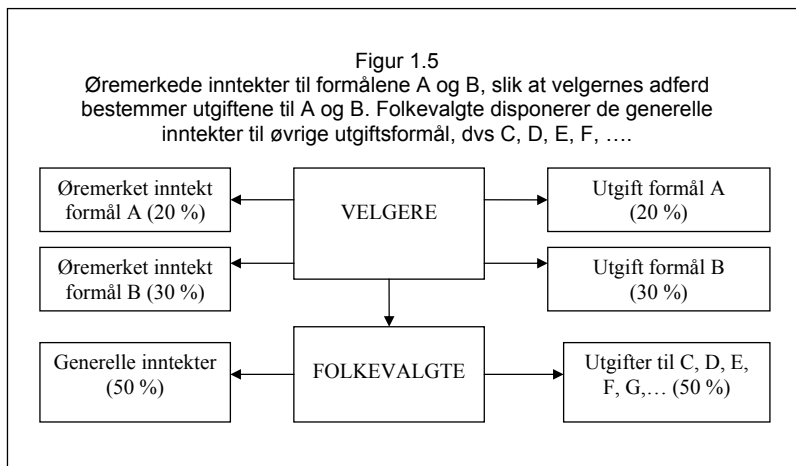 Figur 1.5
Øremerkede inntekter til formålene A og B, slik at velgernes adferd
bestemmer utgiftene til A og B. Folkevalgte disponerer de generelle
inntekter til øvrige utgiftsformål, dvs C, D, E, F, ….
Øremerket inntekt
formål A (20 %)
VELGERE
Utgift formål A
(20 %)
Øremerket inntekt
formål B (30 %)
Utgift formål B
(30 %)
Generelle inntekter
(50 %)
FOLKEVALGTE
Utgifter til C, D, E,
F, G,… (50 %)